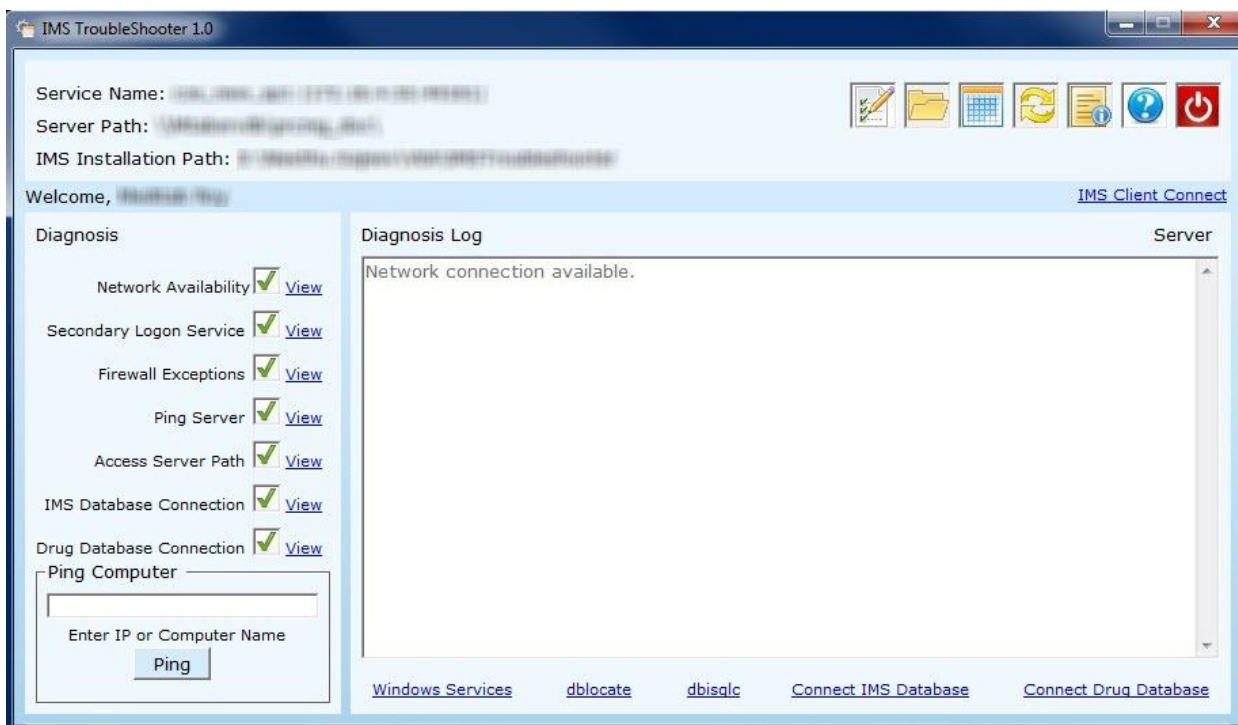 IMS TroubleShooter 1.0
Service Name:
Server Path:
IMS Installation Path:
Welcome,
IMS Client Connect
Diagnosis
Network Availability View
Secondary Logon Service View
Firewall Exceptions View
Ping Server View
Access Server Path View
IMS Database Connection View
Drug Database Connection View
Ping Computer
Enter IP or Computer Name
Ping
Diagnosis Log
Server
Network connection available.
Windows Services
dblocate
dbisqlc
Connect IMS Database
Connect Drug Database